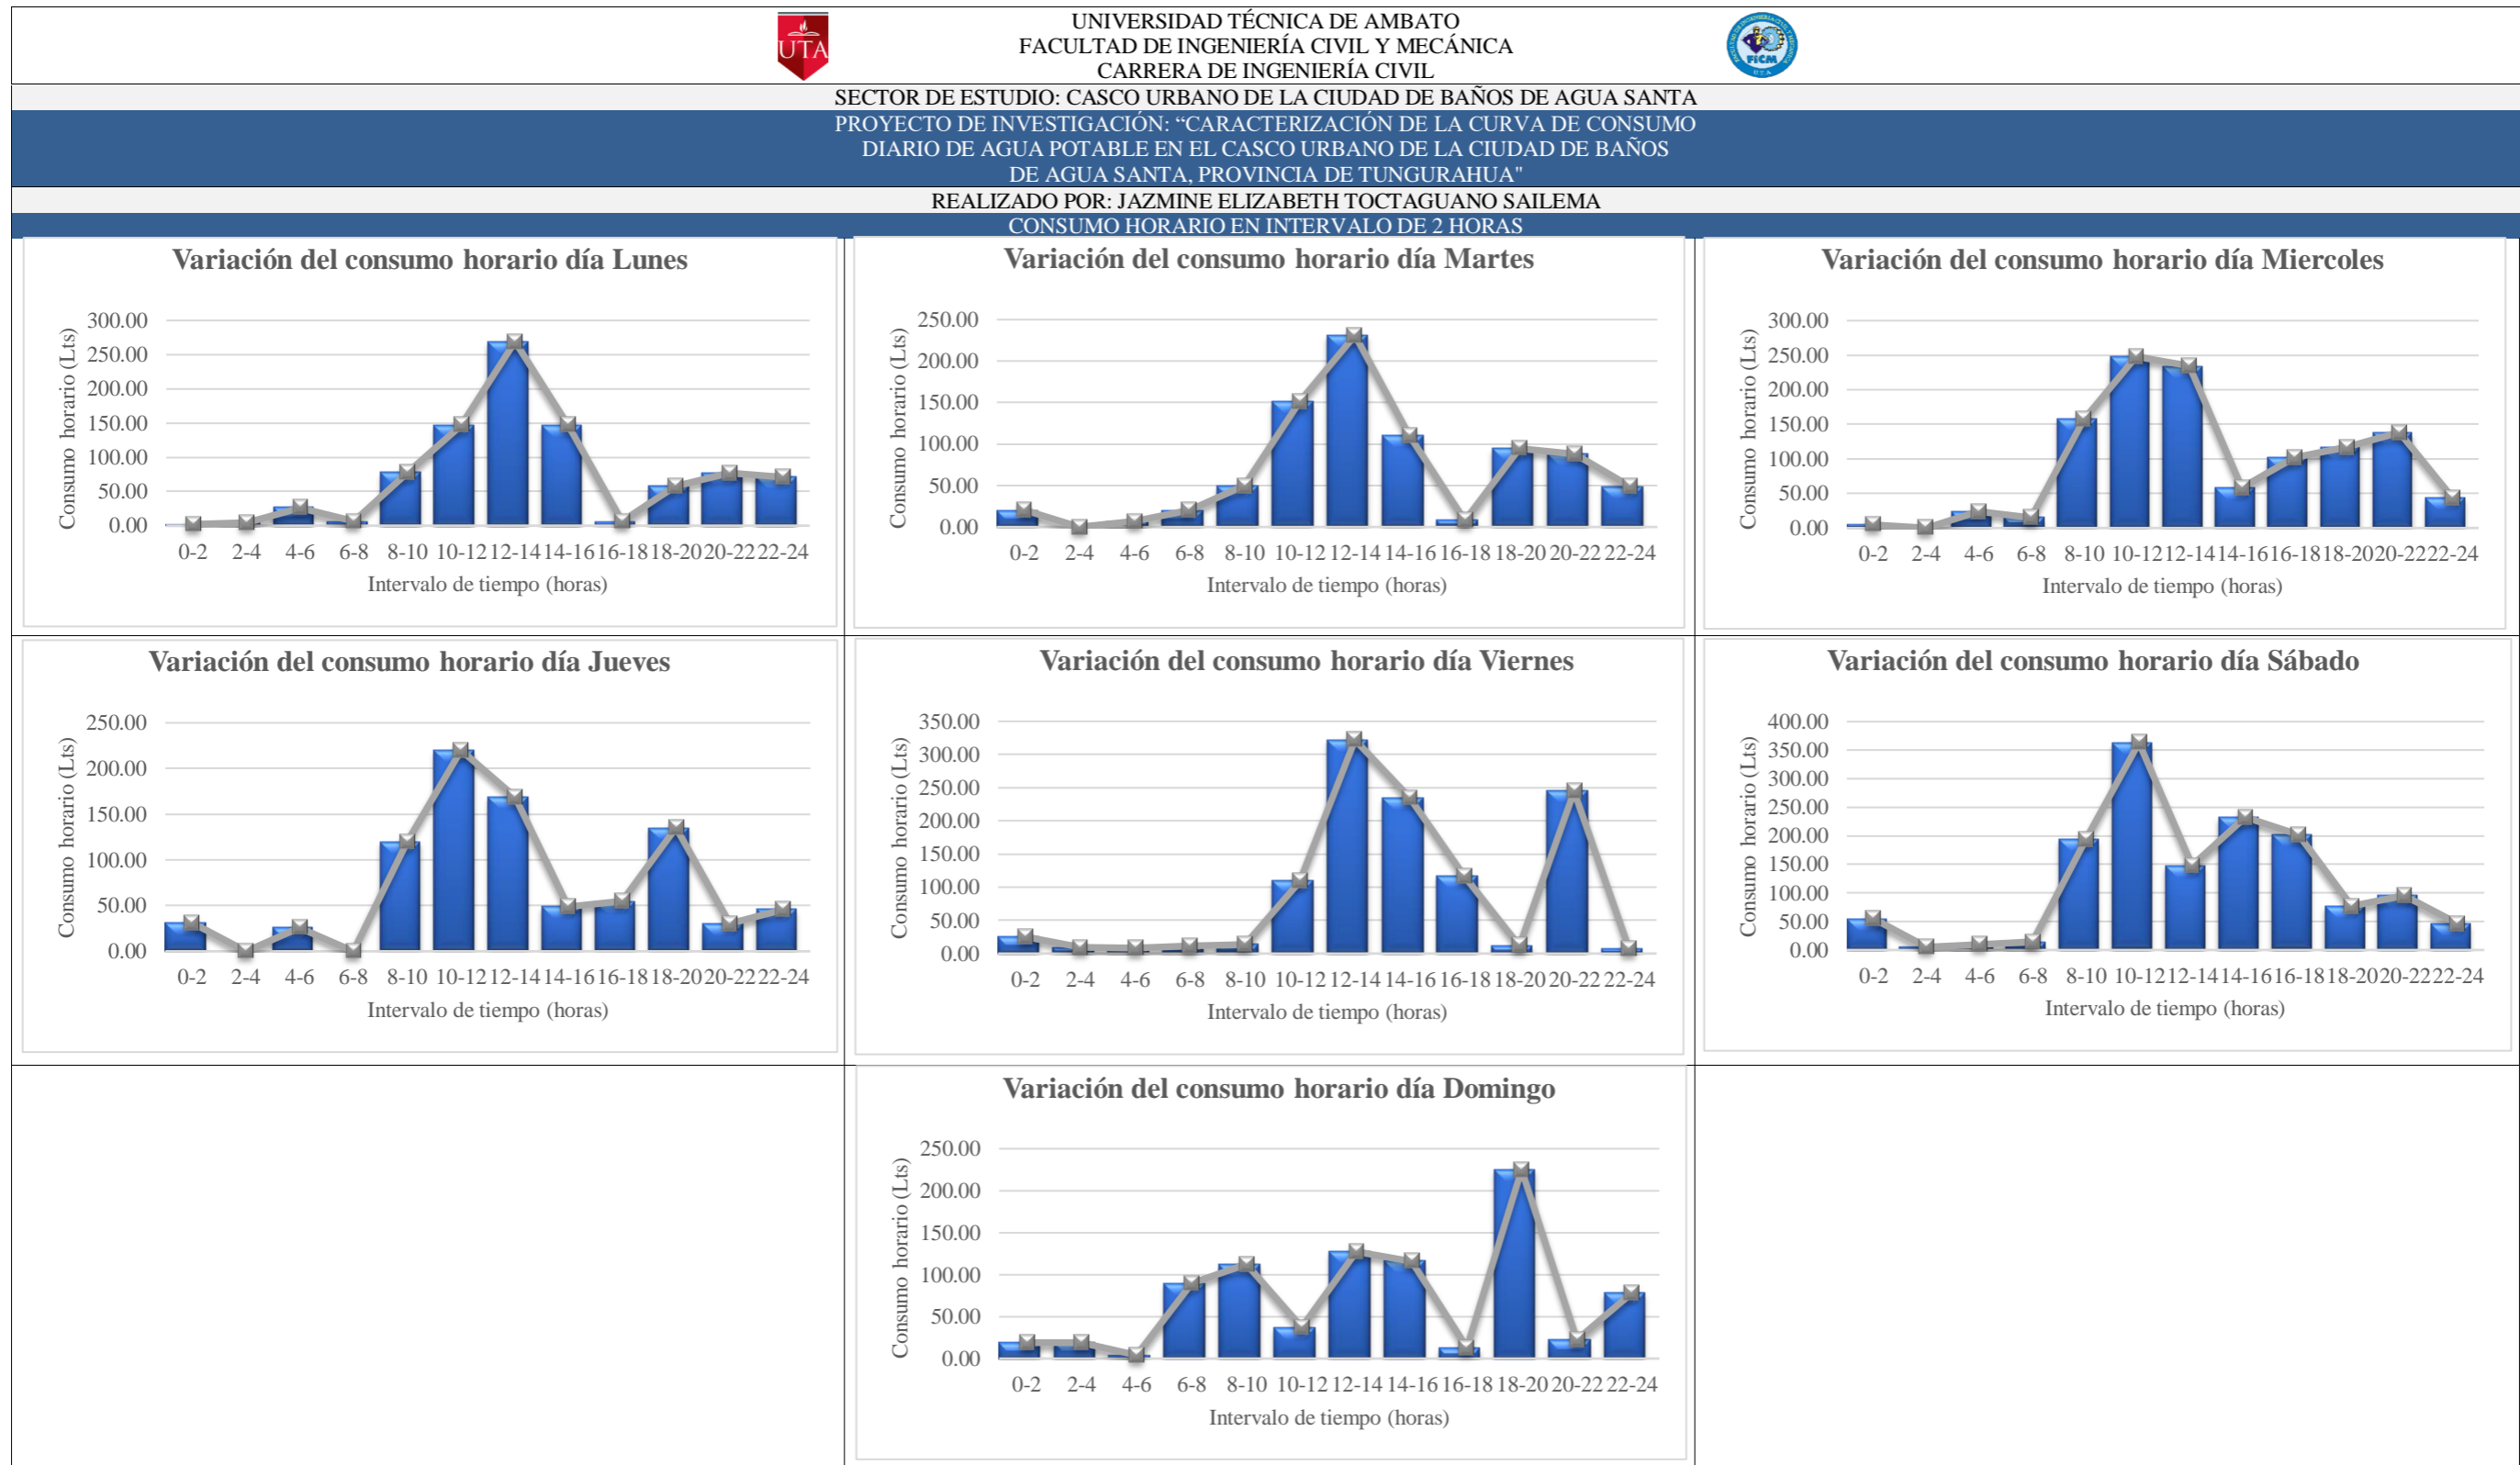 UTA
UNIVERSIDAD TÉCNICA DE AMBATO
FACULTAD DE INGENIERÍA CIVIL Y MECÁNICA
CARRERA DE INGENIERÍA CIVIL
FICM
U.T.A.
SECTOR DE ESTUDIO: CASCO URBANO DE LA CIUDAD DE BAÑOS DE AGUA SANTA
PROYECTO DE INVESTIGACIÓN: “CARACTERIZACIÓN DE LA CURVA DE CONSUMO
DIARIO DE AGUA POTABLE EN EL CASCO URBANO DE LA CIUDAD DE BAÑOS
DE AGUA SANTA, PROVINCIA DE TUNGURAHUA"
REALIZADO POR: JAZMINE ELIZABETH TOCTAGUANO SAILEMA
CONSUMO HORARIO EN INTERVALO DE 2 HORAS
Variación del consumo horario día Lunes
Consumo horario (Lts)
300.00
250.00
200.00
150.00
100.00
50.00
0.00
0-2 2-4 4-6 6-8 8-10 10-12 12-14 14-16 16-18 18-20 20-22 22-24
Intervalo de tiempo (horas)
Variación del consumo horario día Martes
Consumo horario (Lts)
250.00
200.00
150.00
100.00
50.00
0.00
0-2 2-4 4-6 6-8 8-10 10-12 12-14 14-16 16-18 18-20 20-22 22-24
Intervalo de tiempo (horas)
Variación del consumo horario día Miercoles
Consumo horario (Lts)
300.00
250.00
200.00
150.00
100.00
50.00
0.00
0-2 2-4 4-6 6-8 8-10 10-12 12-14 14-16 16-18 18-20 20-22 22-24
Intervalo de tiempo (horas)
Variación del consumo horario día Jueves
Consumo horario (Lts)
250.00
200.00
150.00
100.00
50.00
0.00
0-2 2-4 4-6 6-8 8-10 10-12 12-14 14-16 16-18 18-20 20-22 22-24
Intervalo de tiempo (horas)
Variación del consumo horario día Viernes
Consumo horario (Lts)
350.00
300.00
250.00
200.00
150.00
100.00
50.00
0.00
0-2 2-4 4-6 6-8 8-10 10-12 12-14 14-16 16-18 18-20 20-22 22-24
Intervalo de tiempo (horas)
Variación del consumo horario día Sábado
Consumo horario (Lts)
400.00
350.00
300.00
250.00
200.00
150.00
100.00
50.00
0.00
0-2 2-4 4-6 6-8 8-10 10-12 12-14 14-16 16-18 18-20 20-22 22-24
Intervalo de tiempo (horas)
Variación del consumo horario día Domingo
Consumo horario (Lts)
250.00
200.00
150.00
100.00
50.00
0.00
0-2 2-4 4-6 6-8 8-10 10-12 12-14 14-16 16-18 18-20 20-22 22-24
Intervalo de tiempo (horas)